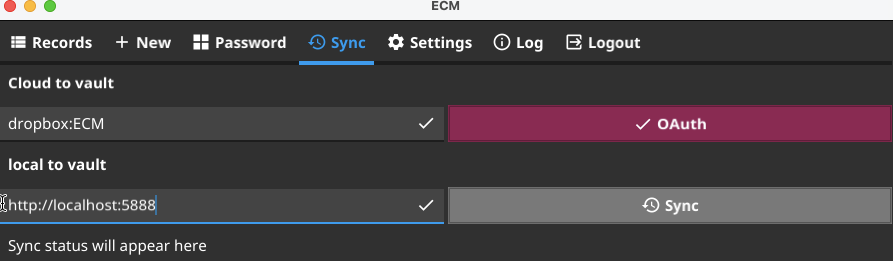 ECM
Records New Password Sync Settings Log Logout
Cloud to vault
dropbox:ECM OAuth
local to vault
http://localhost:5888 Sync
Sync status will appear here